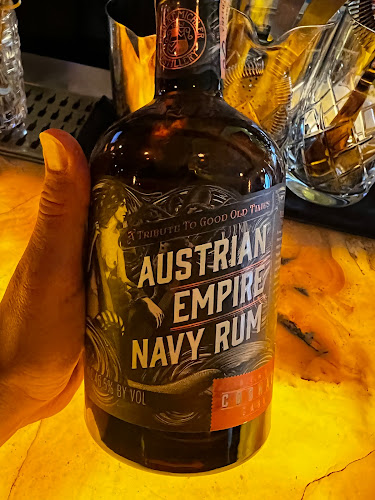 A TRIBUTE TO GOOD OLD TIMES
AUSTRIAN
EMPIRE
NAVY RUM
% BY VOL